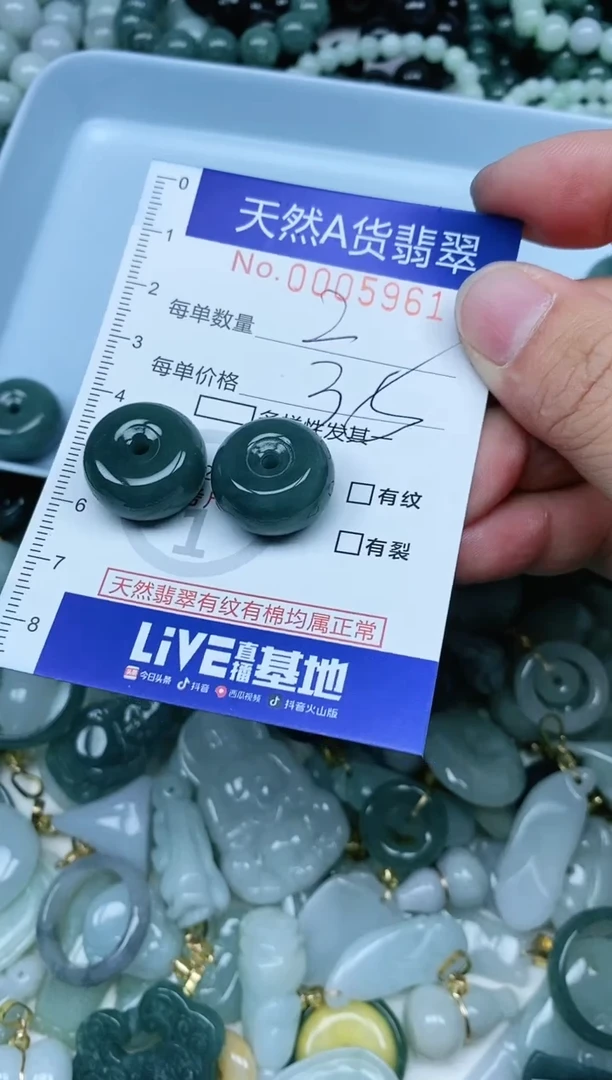 天然A货翡翠
No.0005961
每单数量 2
每单价格 35
有纹
有裂
1
天然翡翠有纹有棉均属正常
LiVE直播基地
今日头条 抖音 西瓜视频 抖音火山版
0
1
2
3
4
6
7
8